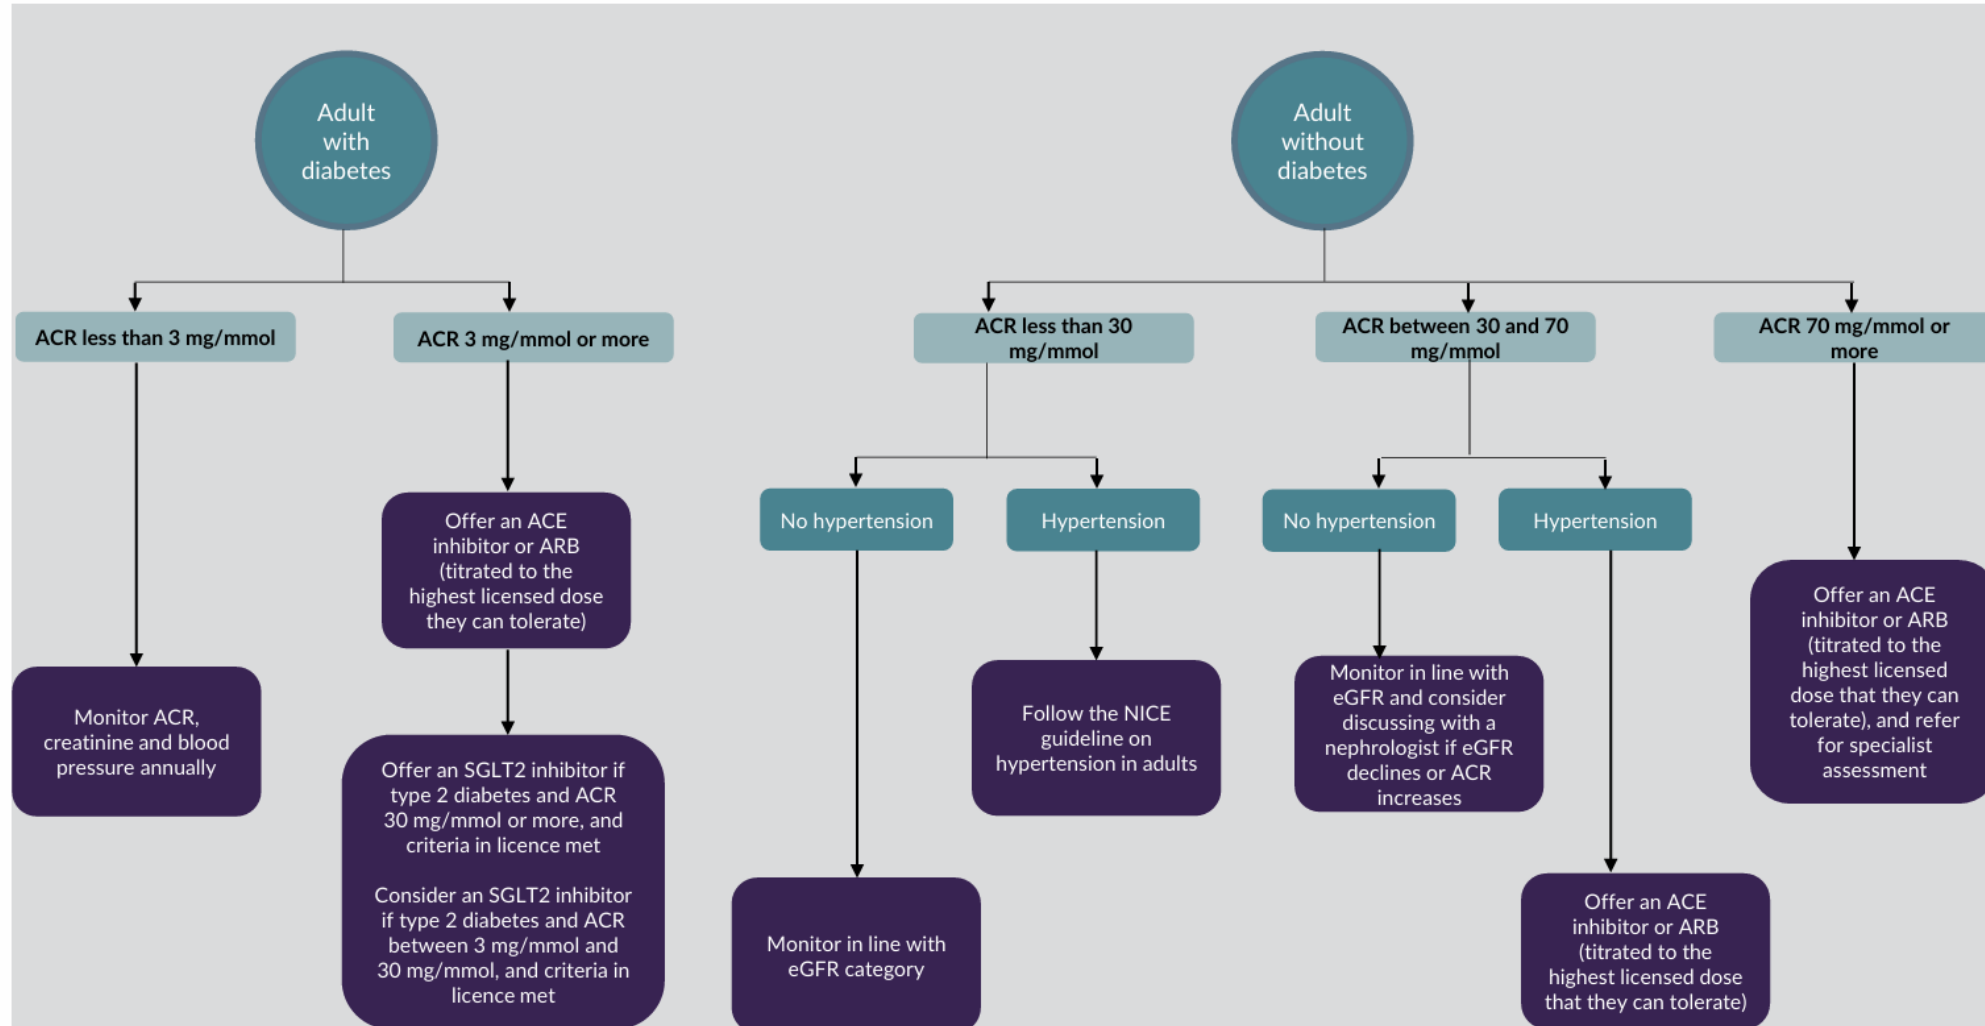 Adult
with
diabetes
Adult
without
diabetes
ACR less than 3 mg/mmol
ACR 3 mg/mmol or more
ACR less than 30
mg/mmol
ACR between 30 and 70
mg/mmol
ACR 70 mg/mmol or
more
No hypertension
Hypertension
No hypertension
Hypertension
Offer an ACE
inhibitor or ARB
(titrated to the
highest licensed dose
they can tolerate)
Monitor ACR,
creatinine and blood
pressure annually
Offer an SGLT2 inhibitor if
type 2 diabetes and ACR
30 mg/mmol or more, and
criteria in licence met
Consider an SGLT2 inhibitor
if type 2 diabetes and ACR
between 3 mg/mmol and
30 mg/mmol, and criteria in
licence met
Monitor in line with
eGFR category
Follow the NICE
guideline on
hypertension in adults
Monitor in line with
eGFR and consider
discussing with a
nephrologist if eGFR
declines or ACR
increases
Offer an ACE
inhibitor or ARB
(titrated to the
highest licensed dose
that they can tolerate)
Offer an ACE
inhibitor or ARB
(titrated to the
highest licensed
dose that they can
tolerate), and refer
for specialist
assessment